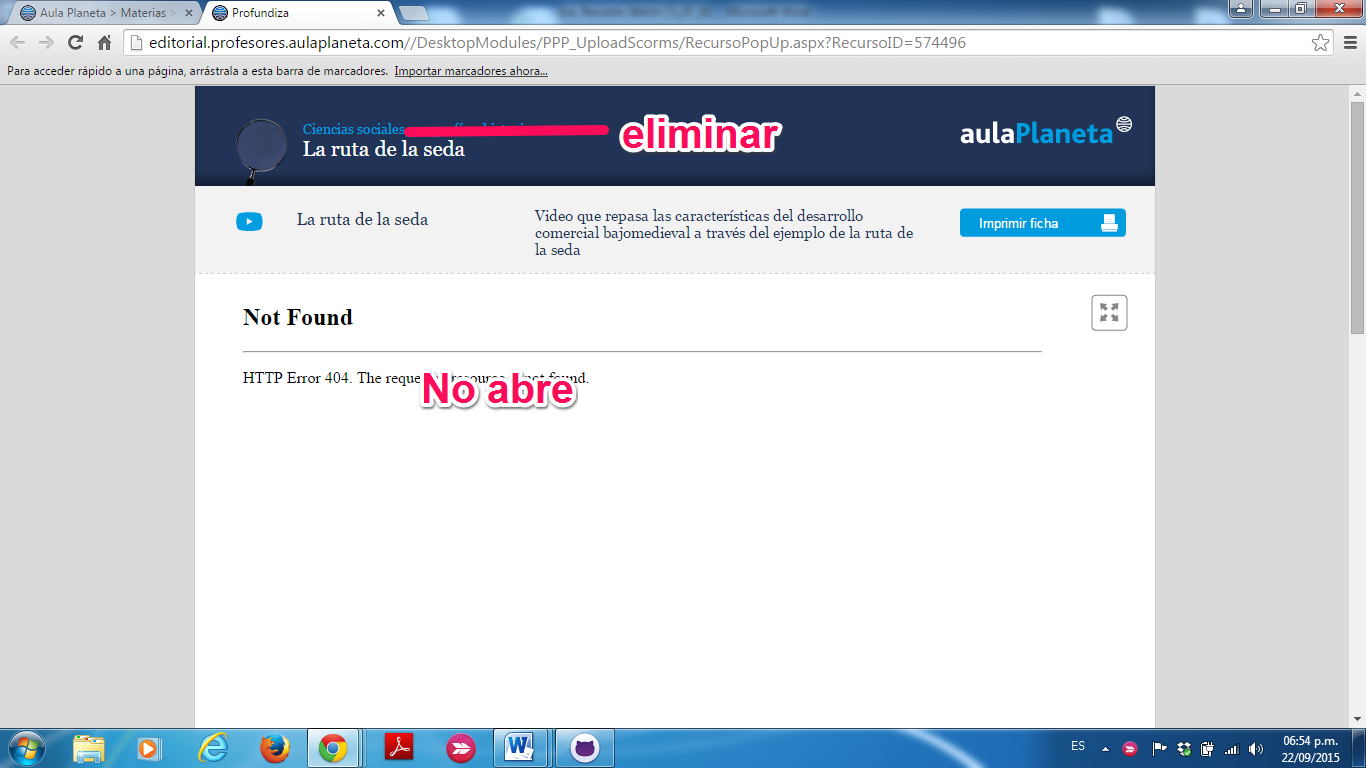 Aula Planeta > Materias >
Profundiza
editorial.profesores.aulaplaneta.com//DesktopModules/PPP_UploadScorms/RecursoPopUp.aspx?RecursoID=574496
Para acceder rápido a una página, arrástrala a esta barra de marcadores. Importar marcadores ahora...
Ciencias sociales
eliminar
La ruta de la seda
aulaPlaneta
La ruta de la seda
Video que repasa las características del desarrollo
comercial bajomedieval a través del ejemplo de la ruta de
la seda
Imprimir ficha
Not Found
HTTP Error 404. The reque not found.
No abre
ES
06:54 p.m.
22/09/2015